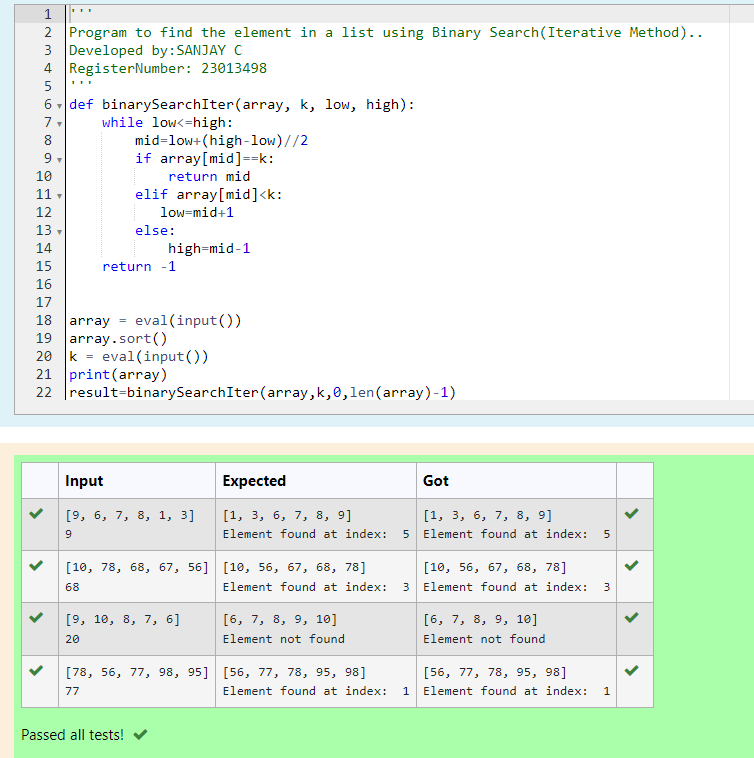 1 '''
2 Program to find the element in a list using Binary Search(Iterative Method)..
3 Developed by:SANJAY C
4 RegisterNumber: 23013498
5 '''
6 def binarySearchIter(array, k, low, high):
7     while low<=high:
8         mid=low+(high-low)//2
9         if array[mid]==k:
10             return mid
11         elif array[mid]<k:
12            low=mid+1
13         else:
14             high=mid-1
15     return -1
16
17
18 array = eval(input())
19 array.sort()
20 k = eval(input())
21 print(array)
22 result=binarySearchIter(array,k,0,len(array)-1)
Input Expected Got
[9, 6, 7, 8, 1, 3] [1, 3, 6, 7, 8, 9] [1, 3, 6, 7, 8, 9]
9 Element found at index:  5 Element found at index:  5
[10, 78, 68, 67, 56] [10, 56, 67, 68, 78] [10, 56, 67, 68, 78]
68 Element found at index:  3 Element found at index:  3
[9, 10, 8, 7, 6] [6, 7, 8, 9, 10] [6, 7, 8, 9, 10]
20 Element not found Element not found
[78, 56, 77, 98, 95] [56, 77, 78, 95, 98] [56, 77, 78, 95, 98]
77 Element found at index:  1 Element found at index:  1
Passed all tests!